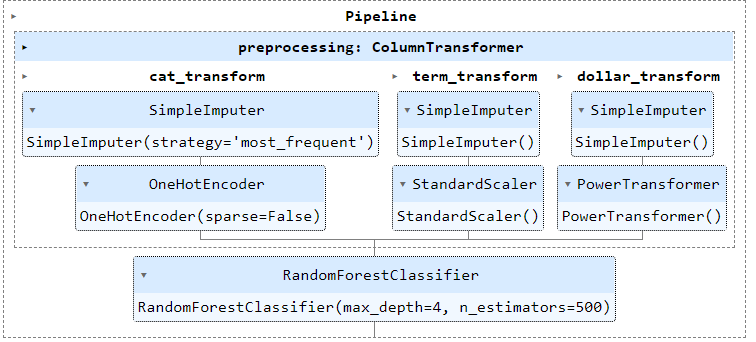 Pipeline
preprocessing: ColumnTransformer
cat_transform
term_transform
dollar_transform
SimpleImputer
SimpleImputer
SimpleImputer
SimpleImputer(strategy='most_frequent')
SimpleImputer()
SimpleImputer()
OneHotEncoder
StandardScaler
PowerTransformer
OneHotEncoder(sparse=False)
StandardScaler()
PowerTransformer()
RandomForestClassifier
RandomForestClassifier(max_depth=4, n_estimators=500)